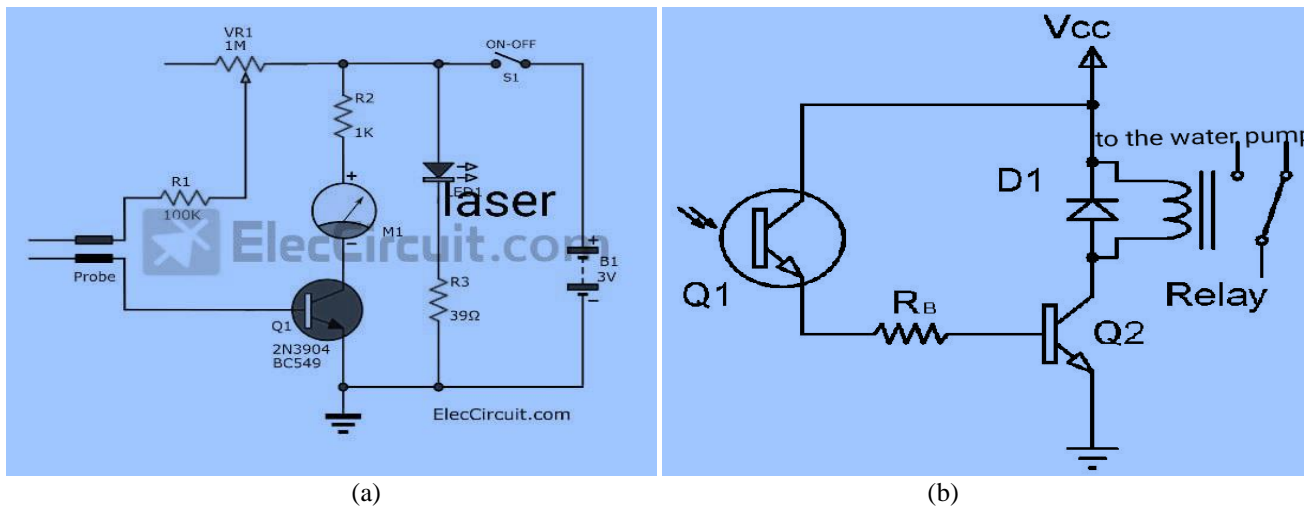 VR1
1M
ON-OFF
S1
R2
1K
LED1
laser
R1
100K
M1
ElecCircuit.com
B1
3V
Probe
R3
39Ω
Q1
2N3904
BC549
ElecCircuit.com
+
−
+
−
(a)
Vcc
to the water pump
D1
Q1
RB
Q2
Relay
(b)